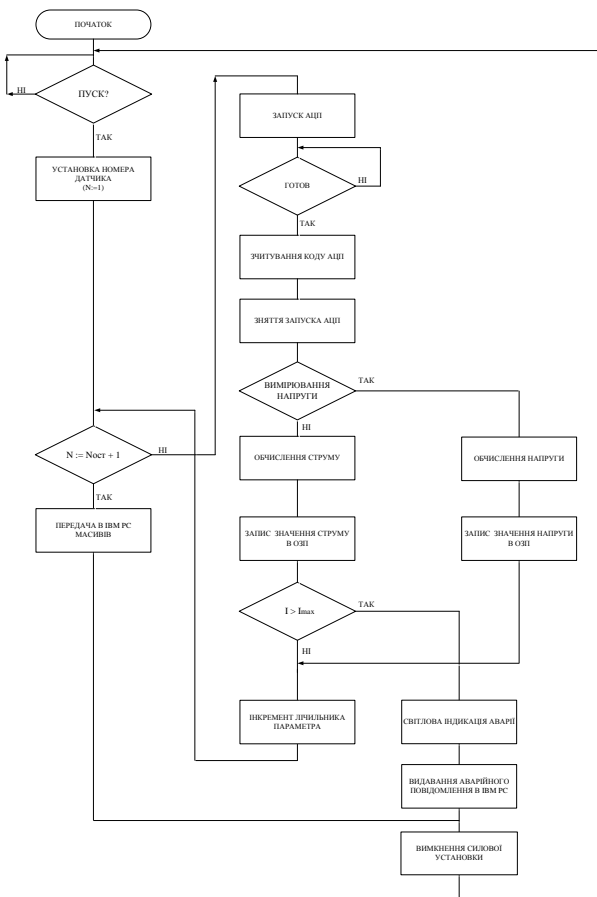 ПОЧАТОК
ПУСК?
НІ
ТАК
УСТАНОВКА НОМЕРА
ДАТЧИКА
(N:=1)
N := Nост + 1
НІ
ТАК
ПЕРЕДАЧА В IBM PC
МАСИВІВ
ЗАПУСК АЦП
ГОТОВ
НІ
ТАК
ЗЧИТУВАННЯ КОДУ АЦП
ЗНЯТТЯ ЗАПУСКА АЦП
ВИМІРЮВАННЯ
НАПРУГИ
ТАК
НІ
ОБЧИСЛЕННЯ СТРУМУ
ЗАПИС ЗНАЧЕННЯ СТРУМУ
В ОЗП
I > Imax
ТАК
НІ
ІНКРЕМЕНТ ЛІЧИЛЬНИКА
ПАРАМЕТРА
ОБЧИСЛЕННЯ НАПРУГИ
ЗАПИС ЗНАЧЕННЯ НАПРУГИ
В ОЗП
СВІТЛОВА ІНДИКАЦІЯ АВАРІЇ
ВИДАВАННЯ АВАРІЙНОГО
ПОВІДОМЛЕННЯ В IBM PC
ВИМКНЕННЯ СИЛОВОЇ
УСТАНОВКИ